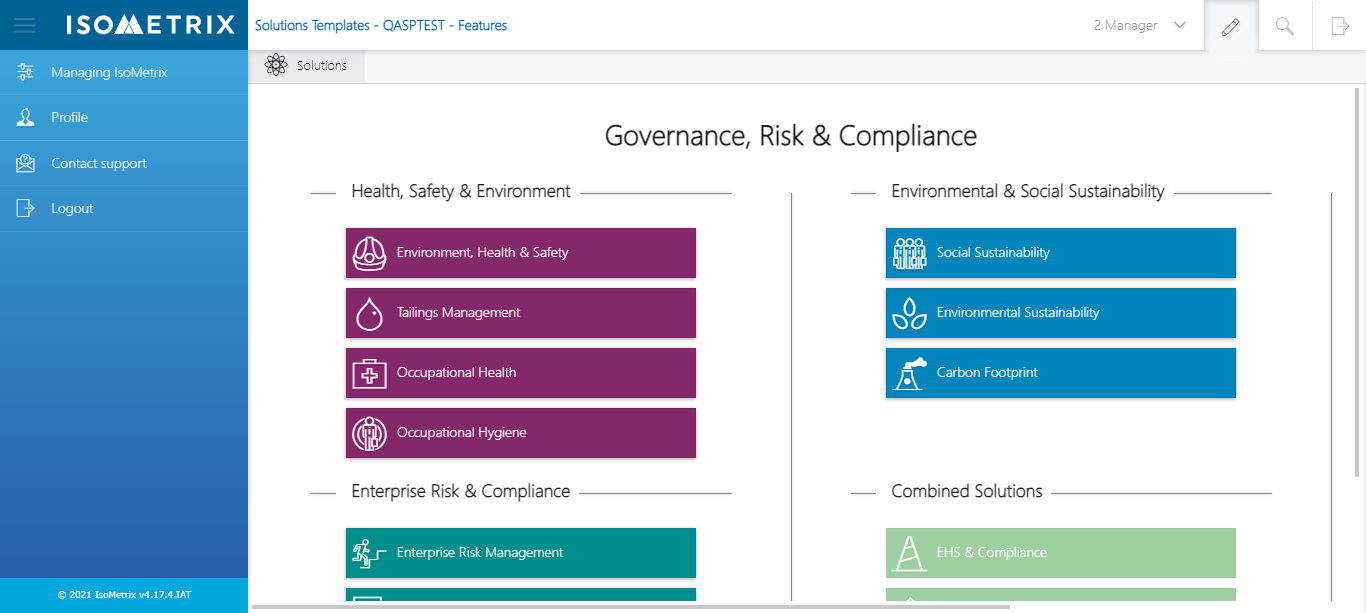 ISOMETRIX
Solutions Templates - QASPTEST - Features
2 Manager
Managing IsoMetrix
Profile
Contact support
Logout
© 2021 IsoMetrix v4.17.4.IAT
Solutions
Governance, Risk & Compliance
Health, Safety & Environment
Environment, Health & Safety
Tailings Management
Occupational Health
Occupational Hygiene
Environmental & Social Sustainability
Social Sustainability
Environmental Sustainability
Carbon Footprint
Enterprise Risk & Compliance
Enterprise Risk Management
Combined Solutions
EHS & Compliance